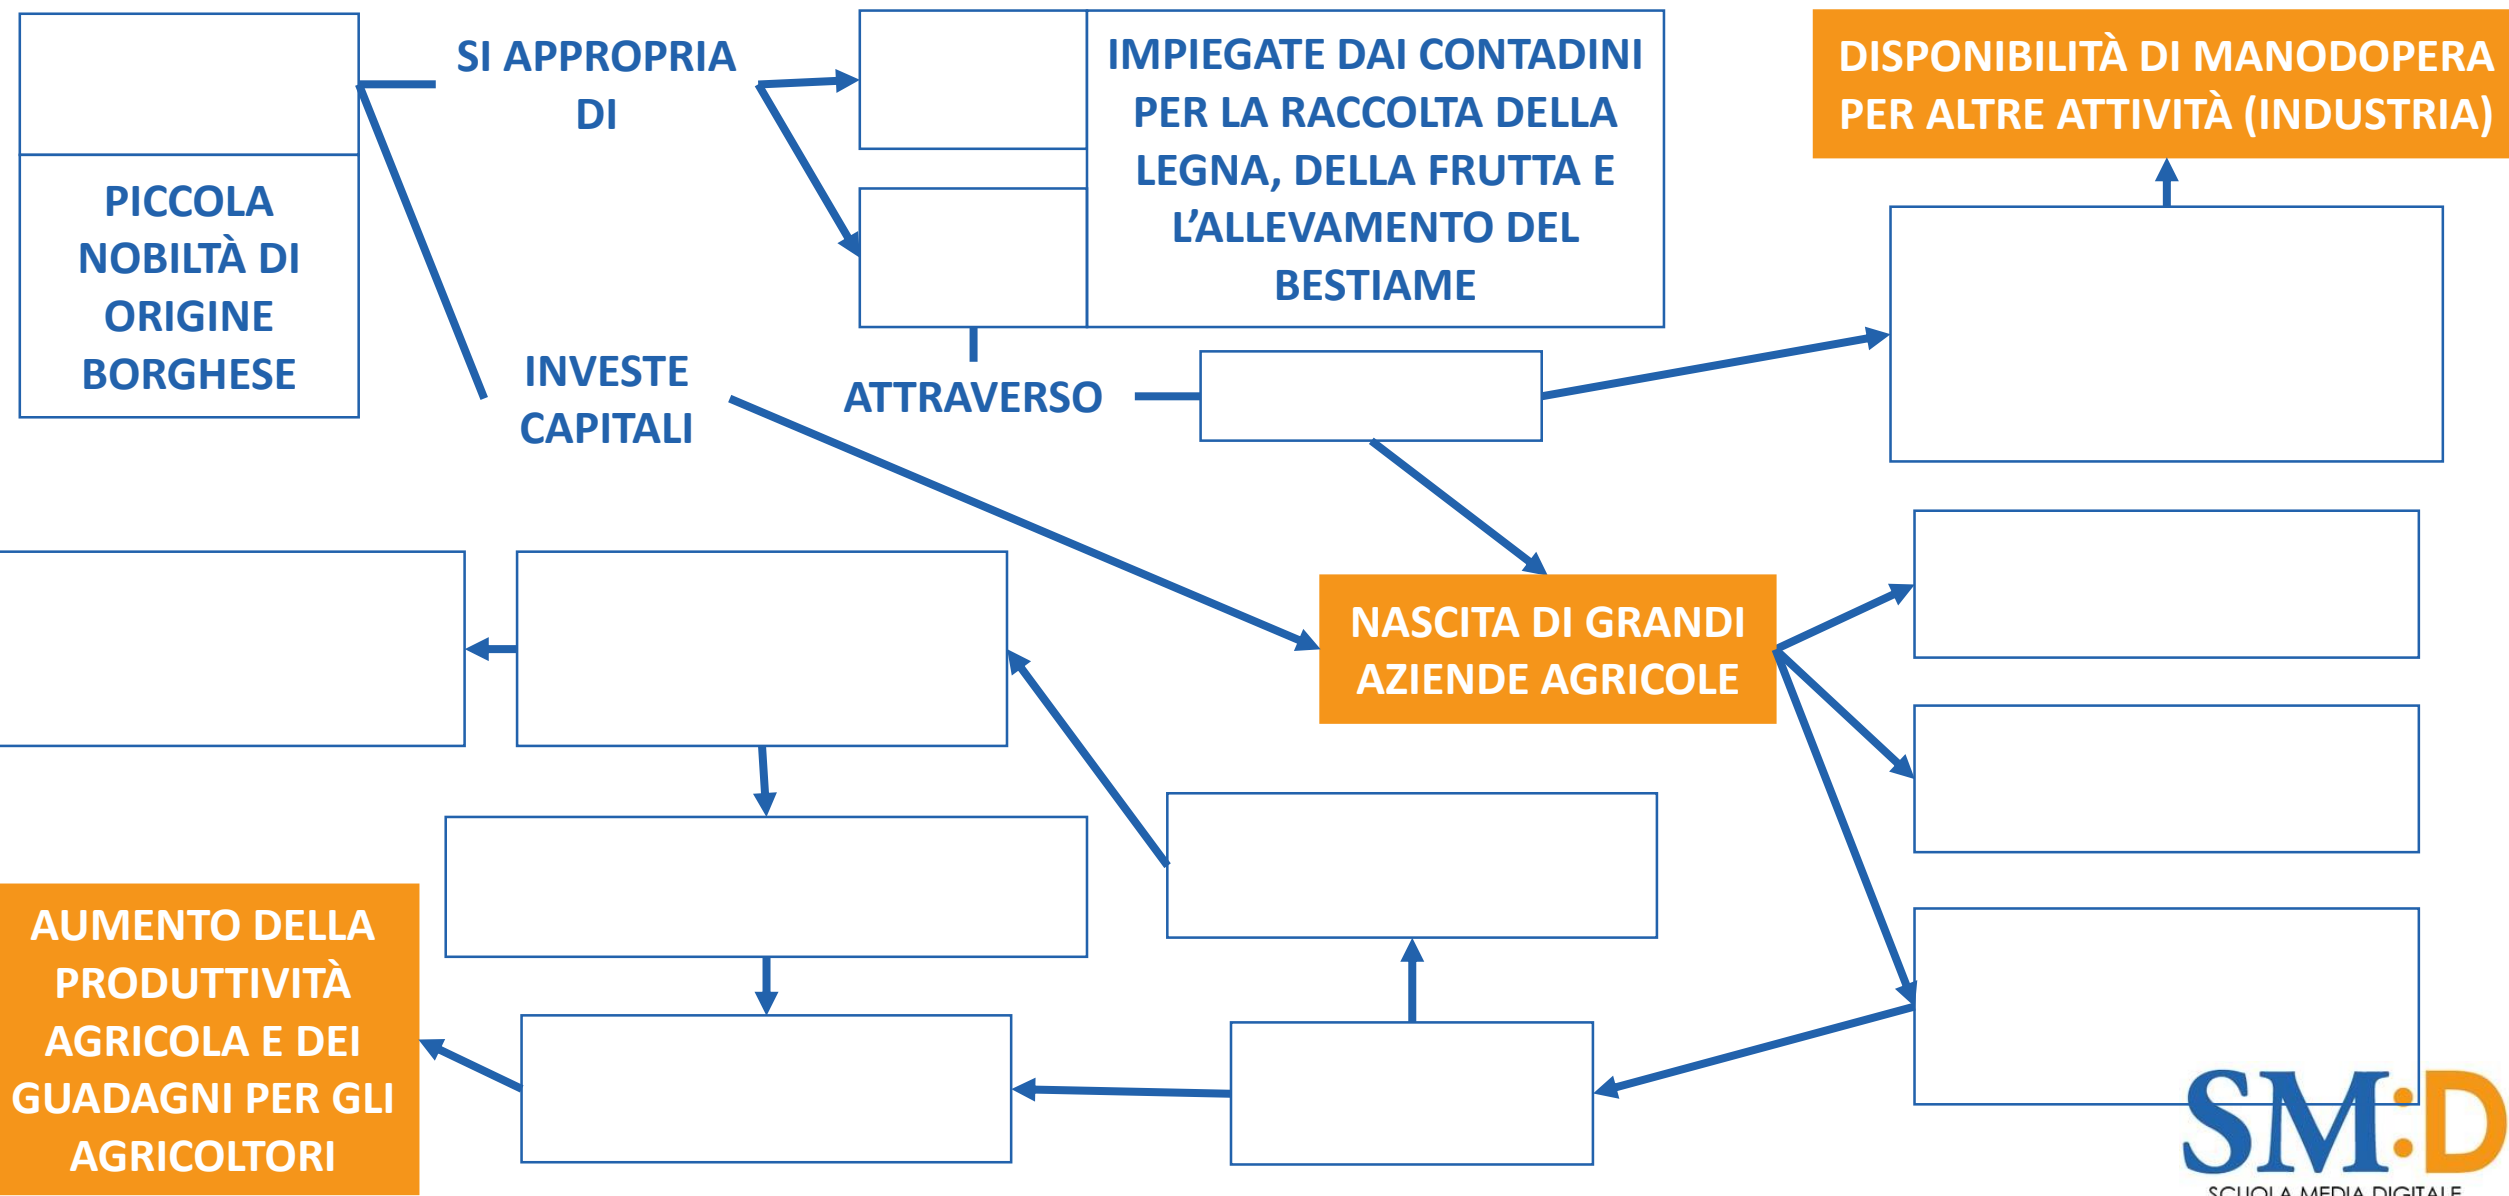 SI APPROPRIA
DI
IMPIEGATE DAI CONTADINI
PER LA RACCOLTA DELLA
LEGNA, DELLA FRUTTA E
L’ALLEVAMENTO DEL
BESTIAME
DISPONIBILITÀ DI MANODOPERA
PER ALTRE ATTIVITÀ (INDUSTRIA)
PICCOLA
NOBILTÀ DI
ORIGINE
BORGHESE
INVESTE
CAPITALI
ATTRAVERSO
NASCITA DI GRANDI
AZIENDE AGRICOLE
AUMENTO DELLA
PRODUTTIVITÀ
AGRICOLA E DEI
GUADAGNI PER GLI
AGRICOLTORI
SM:D
SCUOLA MEDIA DIGITALE